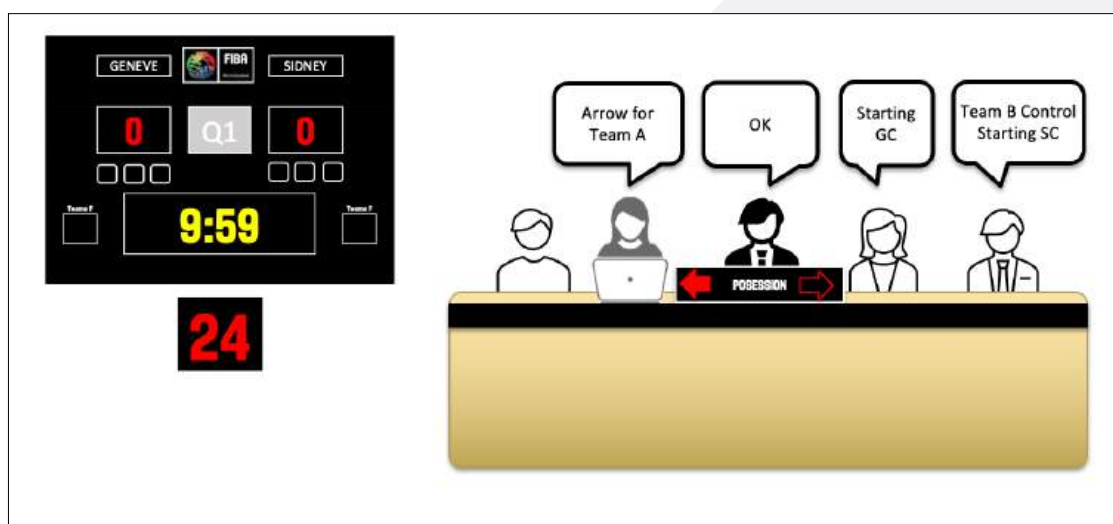 GENEVE
FIBA
SIDNEY
0
Q1
0
9:59
24
Arrow for
Team A
OK
Starting
GC
Team B Control
Starting SC
POSESSION